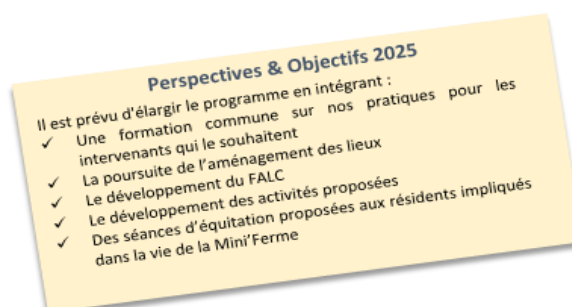 Perspectives & Objectifs 2025
Il est prévu d'élargir le programme en intégrant :
✓ Une formation commune sur nos pratiques pour les
intervenants qui le souhaitent
✓ La poursuite de l'aménagement des lieux
✓ Le développement du FALC
✓ Le développement des activités proposées
✓ Des séances d'équitation proposées aux résidents impliqués
dans la vie de la Mini'Ferme